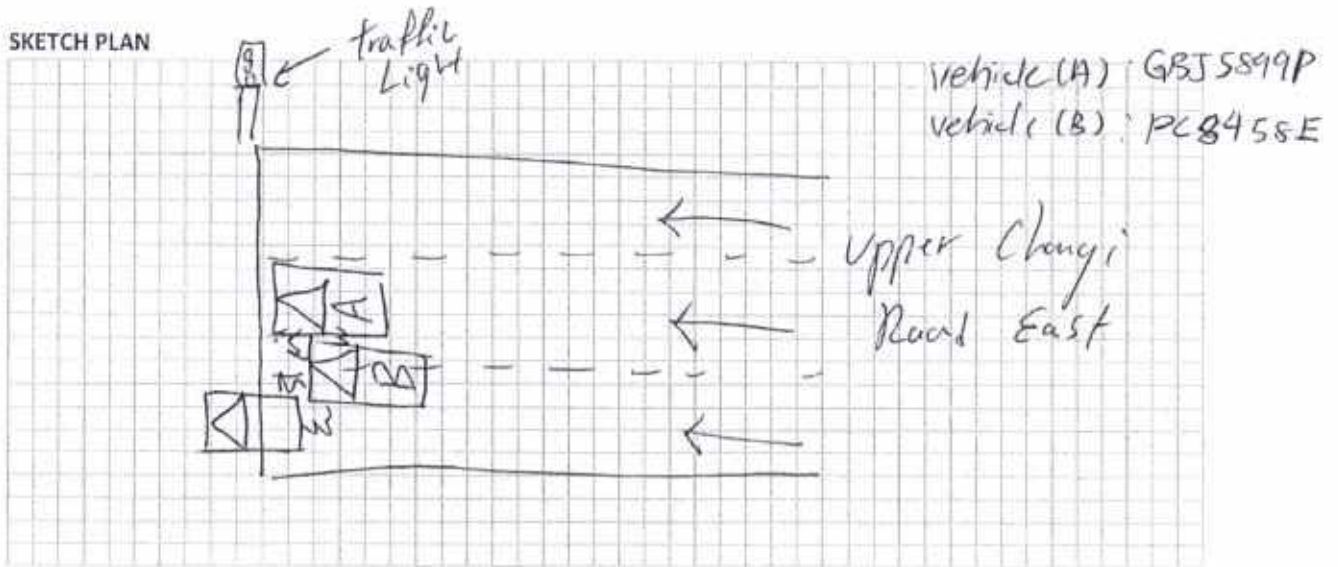 SKETCH PLAN
traffic
Light
vehicle (A) : GBJ5899P
vehicle (B) : PC8458E
Upper Changi
Road East
A
B